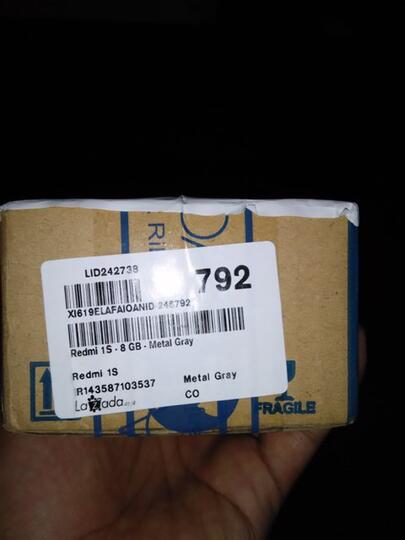 LID242738
792
XI619ELAFAIOANID-246792
Redmi 1S - 8 GB - Metal Gray
Redmi 1S
R143587103537
Metal Gray
CO
Lazada
FRAGILE